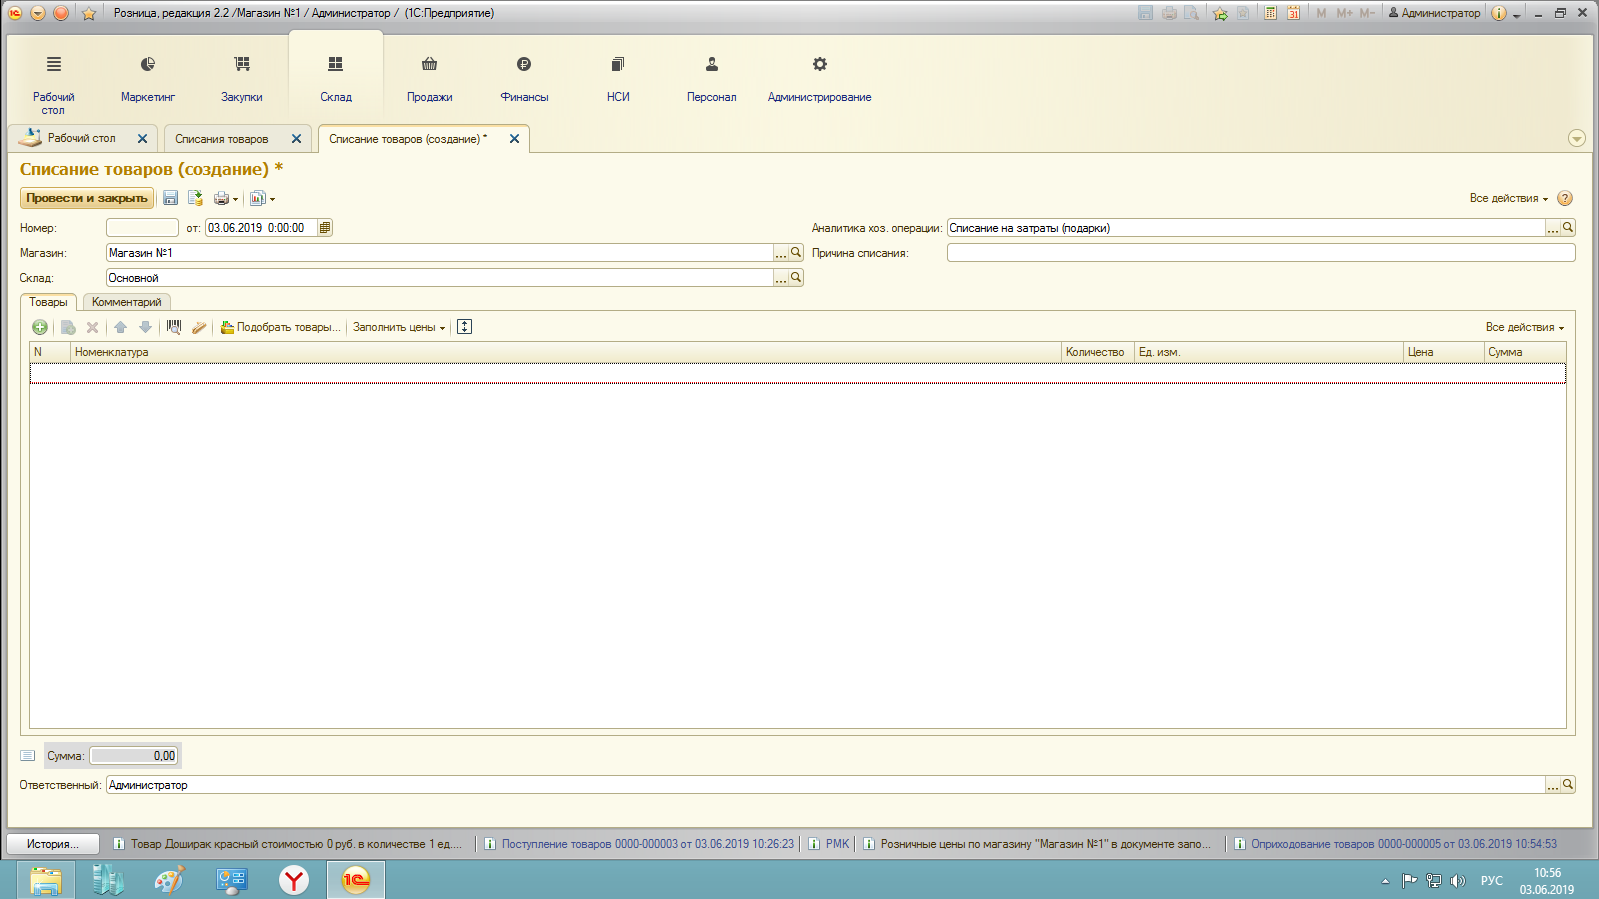 Розница, редакция 2.2 /Магазин №1 / Администратор / (1С:Предприятие)
31 M M+ M- Администратор
Рабочий стол
Маркетинг
Закупки
Склад
Продажи
Финансы
НСИ
Персонал
Администрирование
Рабочий стол
Списания товаров
Списание товаров (создание) *
Списание товаров (создание) *
Провести и закрыть
Все действия
Номер: от: 03.06.2019 0:00:00
Аналитика хоз. операции: Списание на затраты (подарки)
Магазин: Магазин №1
Причина списания:
Склад: Основной
Товары Комментарий
Подобрать товары... Заполнить цены Все действия
N Номенклатура Количество Ед. изм. Цена Сумма
Сумма: 0,00
Ответственный: Администратор
История... Товар Доширак красный стоимостью 0 руб. в количестве 1 ед.... Поступление товаров 0000-000003 от 03.06.2019 10:26:23 РМК Розничные цены по магазину "Магазин №1" в документе запо... Оприходование товаров 0000-000005 от 03.06.2019 10:54:53
РУС
10:56
03.06.2019